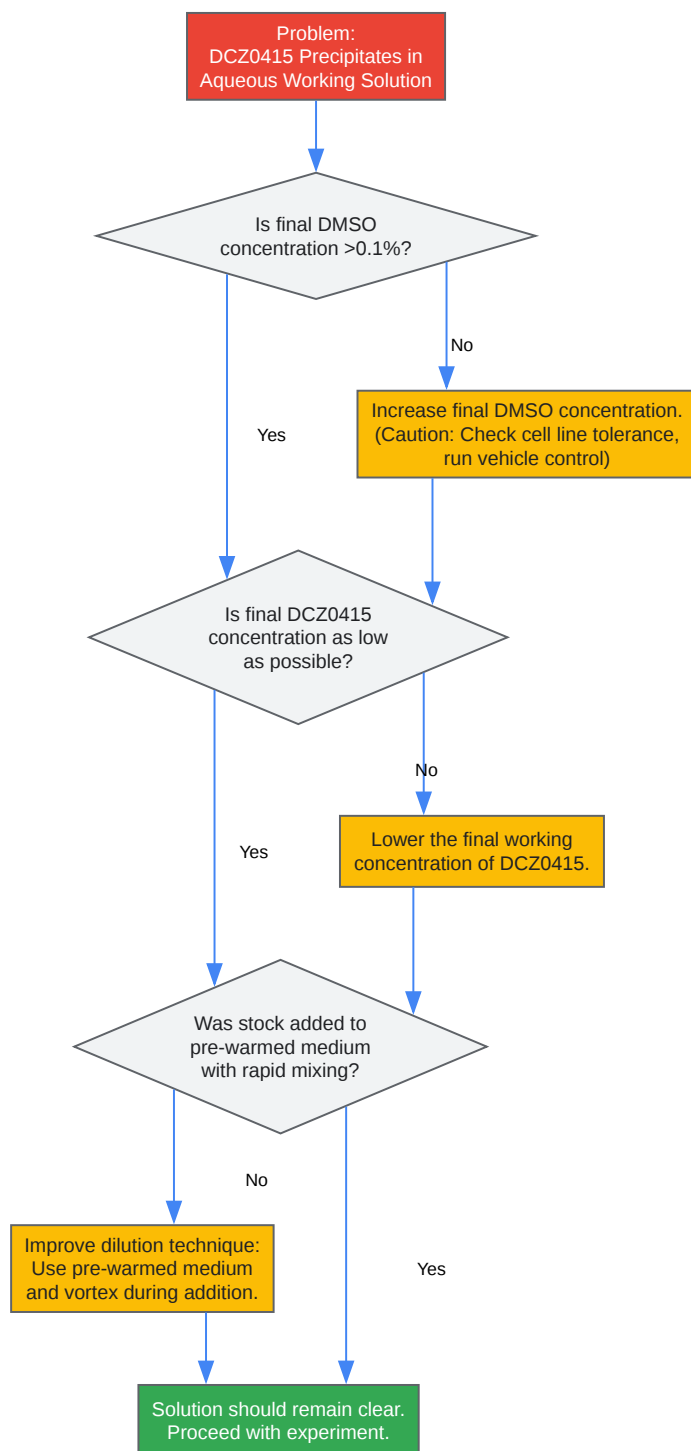 Problem:
DCZ0415 Precipitates in
Aqueous Working Solution
Is final DMSO
concentration >0.1%?
No
Increase final DMSO concentration.
(Caution: Check cell line tolerance,
run vehicle control)
Yes
Is final DCZ0415
concentration as low
as possible?
No
Lower the final working
concentration of DCZ0415.
Yes
Was stock added to
pre-warmed medium
with rapid mixing?
No
Improve dilution technique:
Use pre-warmed medium
and vortex during addition.
Yes
Solution should remain clear.
Proceed with experiment.